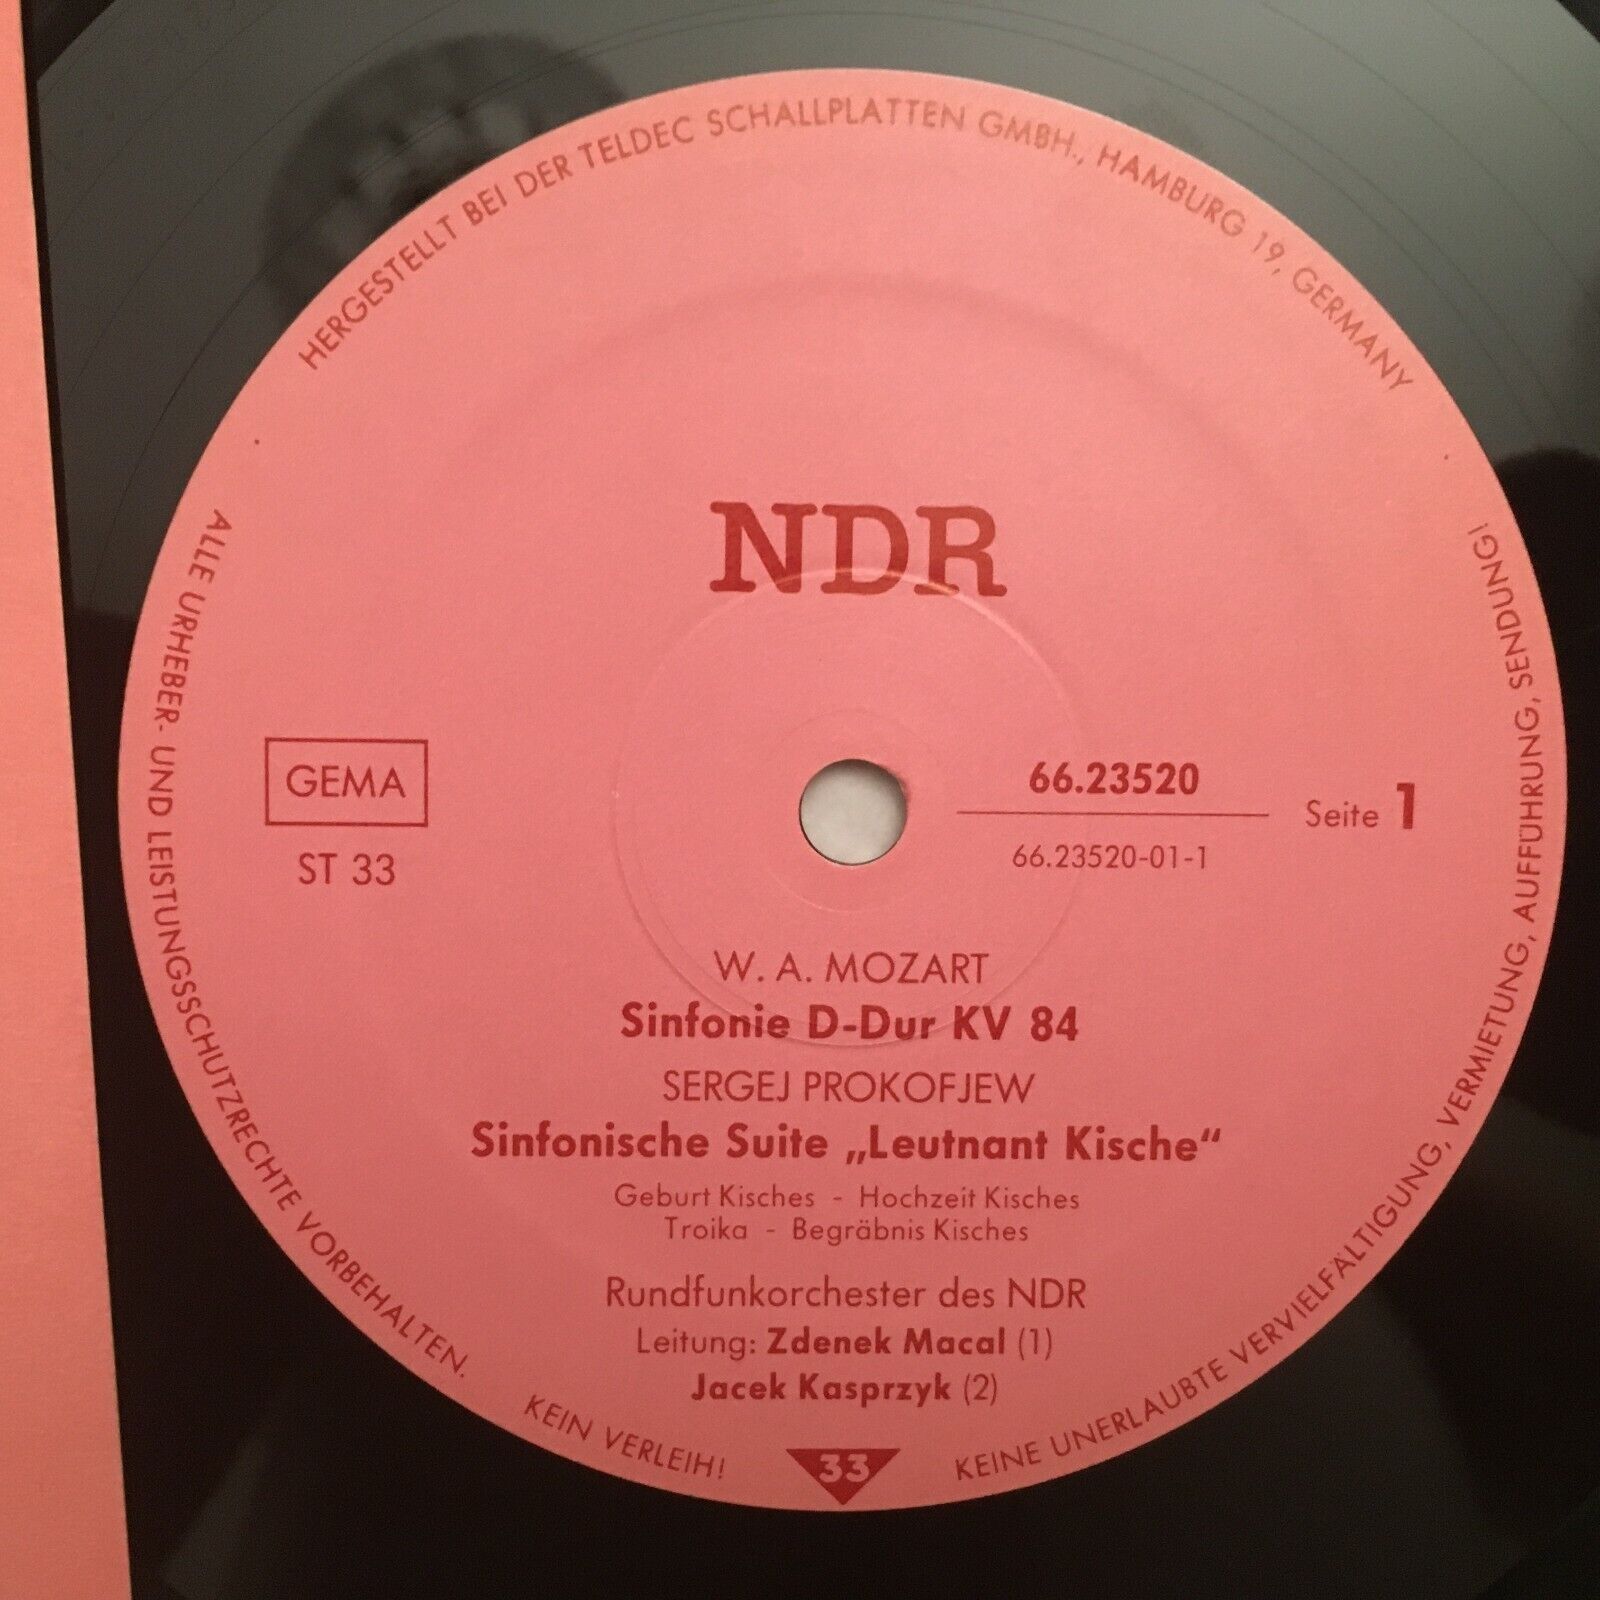 HERGESTELLT BEI DER TELDEC SCHALLPLATTEN GMBH., HAMBURG 19, GERMANY
NDR
GEMA
ST 33
66.23520
66.23520-01-1
Seite 1
W. A. MOZART
Sinfonie D-Dur KV 84
SERGEJ PROKOFJEW
Sinfonische Suite „Leutnant Kische“
Geburt Kisches - Hochzeit Kisches
Troika - Begräbnis Kisches
Rundfunkorchester des NDR
Leitung: Zdenek Macal (1)
Jacek Kasprzyk (2)
33
ALLE URHEBER- UND LEISTUNGSSCHUTZRECHTE VORBEHALTEN.
KEIN VERLEIH!
KEINE UNERLAUBTE VERVIELFÄLTIGUNG, VERMIETUNG, AUFFÜHRUNG, SENDUNG!